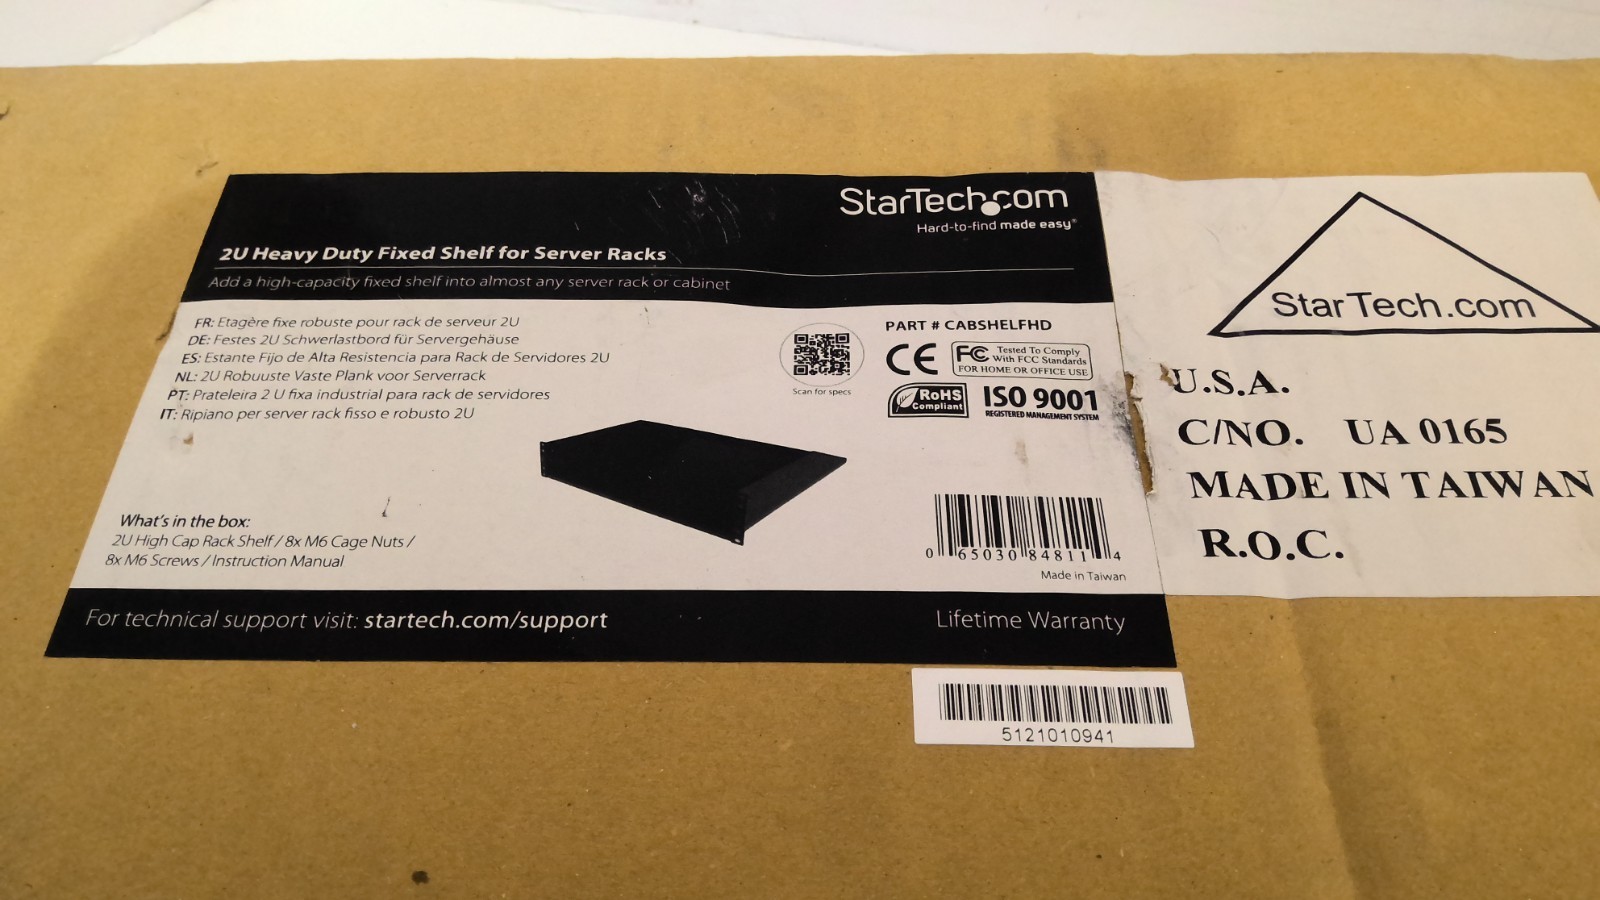 StarTech.com
Hard-to-find made easy®
2U Heavy Duty Fixed Shelf for Server Racks
Add a high-capacity fixed shelf into almost any server rack or cabinet
FR: Etagère fixe robuste pour rack de serveur 2U
DE: Festes 2U Schwerlastbord für Servergehäuse
ES: Estante Fijo de Alta Resistencia para Rack de Servidores 2U
NL: 2U Robuuste Vaste Plank voor Serverrack
PT: Prateleira 2 U fixa industrial para rack de servidores
IT: Ripiano per server rack fisso e robusto 2U
Scan for specs
PART # CABSHELFHD
CE
FC Tested To Comply
With FCC Standards
FOR HOME OR OFFICE USE
RoHS
Compliant
ISO 9001
REGISTERED MANAGEMENT SYSTEM
What's in the box:
2U High Cap Rack Shelf / 8x M6 Cage Nuts /
8x M6 Screws / Instruction Manual
0 65030 84811 4
Made in Taiwan
For technical support visit: startech.com/support
Lifetime Warranty
5121010941
StarTech.com
U.S.A.
C/NO. UA 0165
MADE IN TAIWAN
R.O.C.